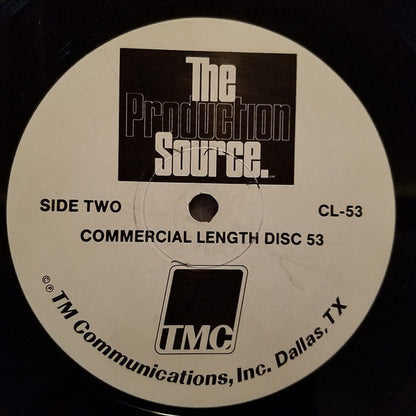 The
Production
Source.
SIDE TWO
CL-53
COMMERCIAL LENGTH DISC 53
TMC
©℗ TM Communications, Inc. Dallas, TX